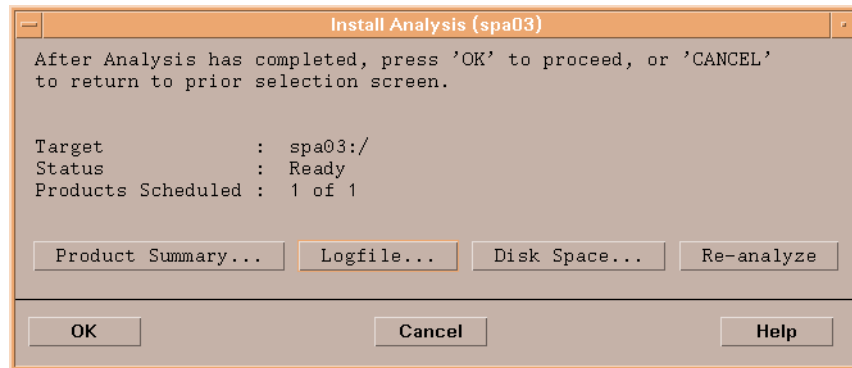 Install Analysis (spa03)
After Analysis has completed, press 'OK' to proceed, or 'CANCEL'
to return to prior selection screen.
Target : spa03:/
Status : Ready
Products Scheduled : 1 of 1
Product Summary... Logfile... Disk Space... Re-analyze
OK Cancel Help